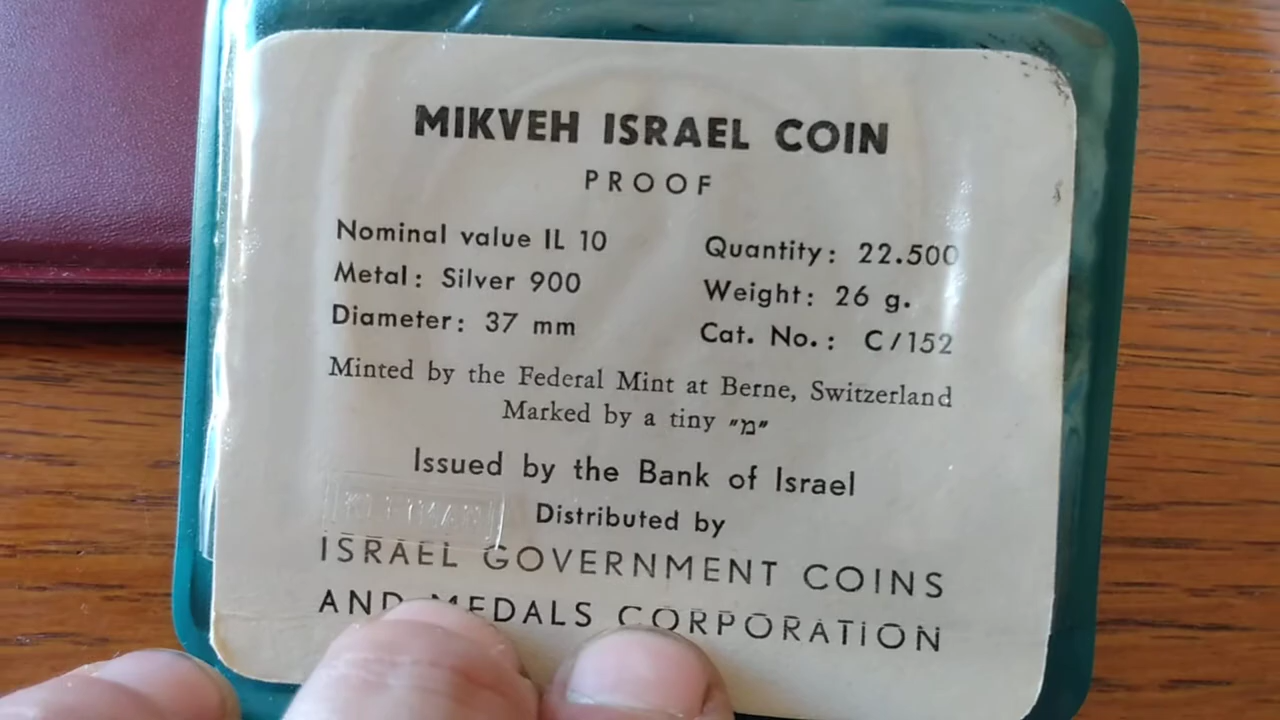 MIKVEH ISRAEL COIN
PROOF
Nominal value IL 10
Quantity: 22.500
Metal: Silver 900
Weight: 26 g.
Diameter: 37 mm
Cat. No.: C/152
Minted by the Federal Mint at Berne, Switzerland
Marked by a tiny "מ"
Issued by the Bank of Israel
Distributed by
ISRAEL GOVERNMENT COINS
AND MEDALS CORPORATION